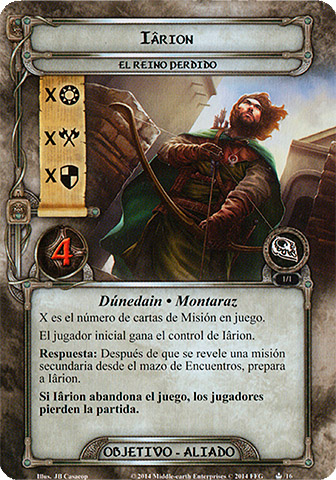 Iârion
El Reino Perdido
X
X
X
4
1/1
Dúnedain • Montaraz
X es el número de cartas de Misión en juego.
El jugador inicial gana el control de Iârion.
Respuesta: Después de que se revele una misión
secundaria desde el mazo de Encuentros, prepara
a Iârion.
Si Iârion abandona el juego, los jugadores
pierden la partida.
Objetivo - Aliado
Illus. JB Casacop
© 2014 Middle-earth Enterprises © 2014 FFG
16